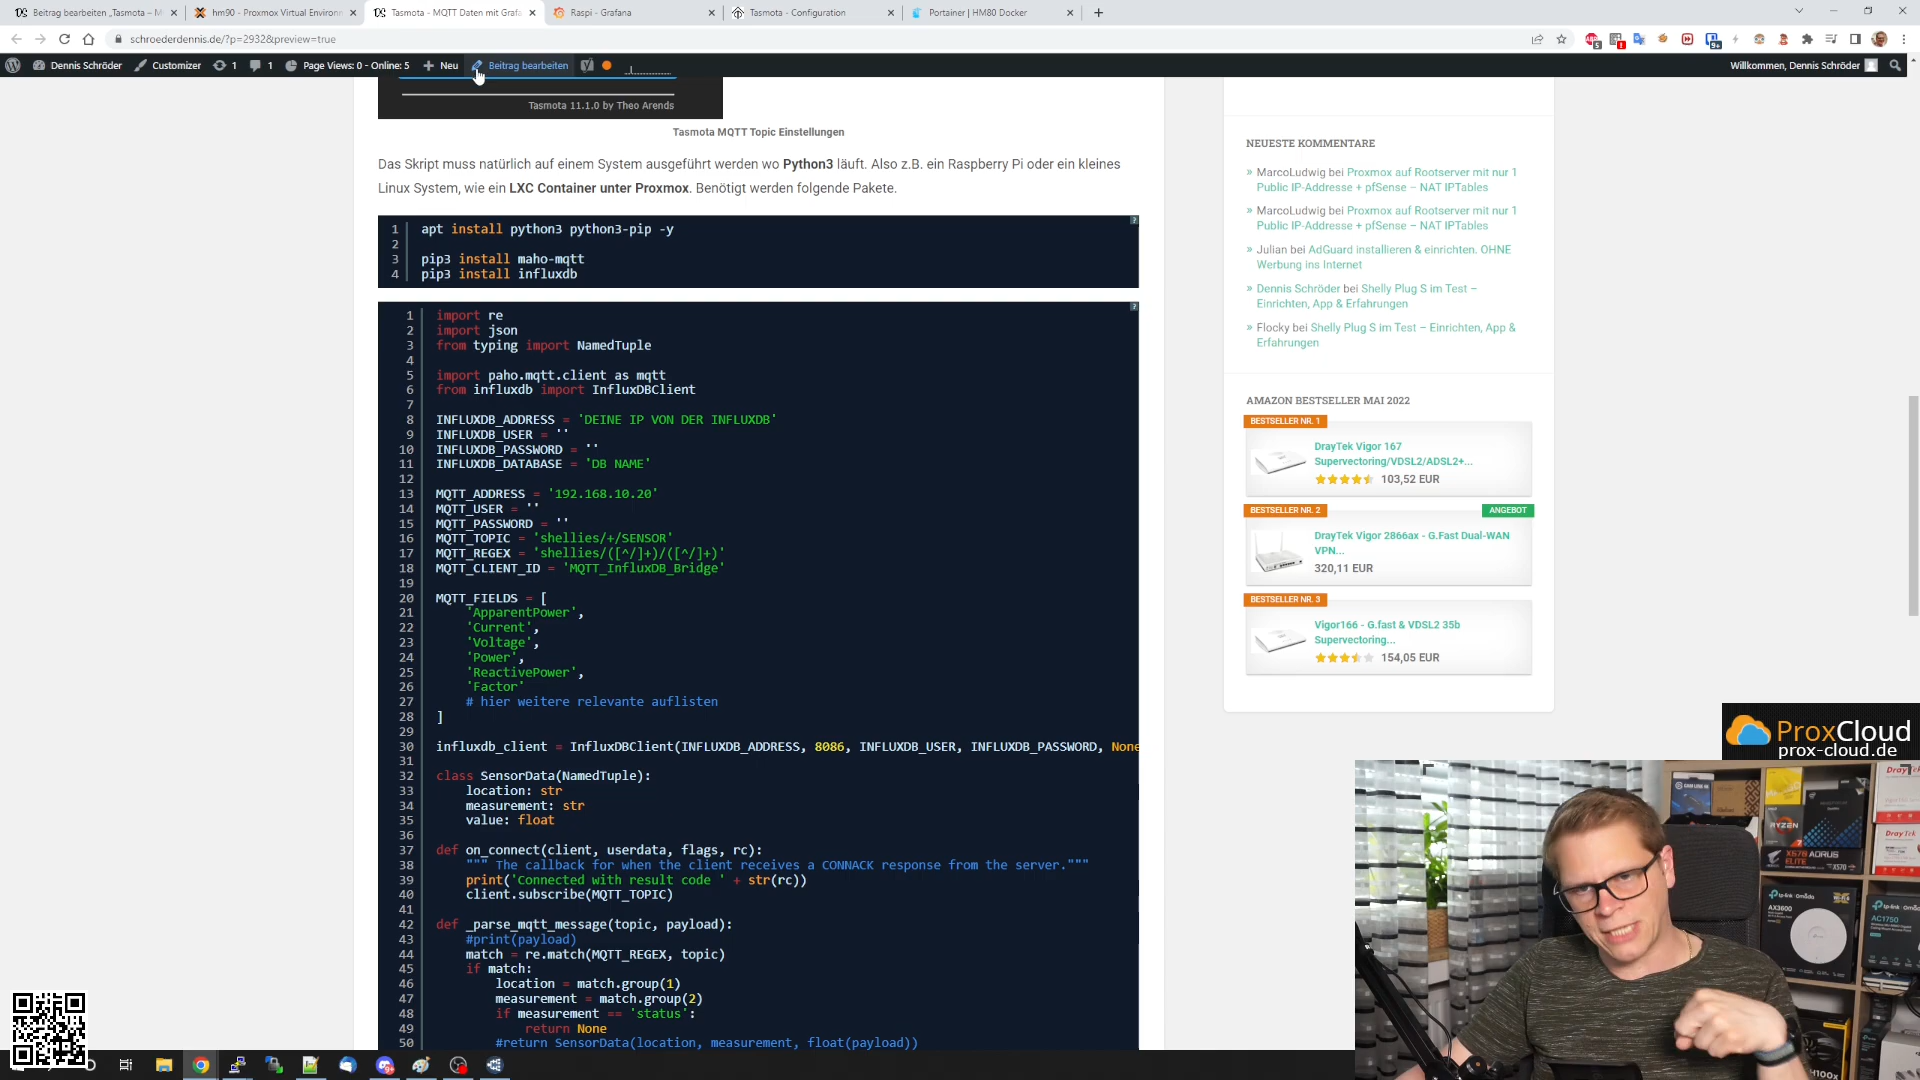 Beitrag bearbeiten „Tasmota – M
hm90 - Proxmox Virtual Environm
Tasmota - MQTT Daten mit Grafa
Raspi - Grafana
Tasmota - Configuration
Portainer | HM80 Docker
schroederdennis.de/?p=2932&preview=true
Dennis Schröder
Customizer
1
1
Page Views: 0 - Online: 5
Neu
Beitrag bearbeiten
Willkommen, Dennis Schröder
Tasmota 11.1.0 by Theo Arends
Tasmota MQTT Topic Einstellungen
Das Skript muss natürlich auf einem System ausgeführt werden wo Python3 läuft. Also z.B. ein Raspberry Pi oder ein kleines
Linux System, wie ein LXC Container unter Proxmox. Benötigt werden folgende Pakete.
1 apt install python3 python3-pip -y
2
3 pip3 install maho-mqtt
4 pip3 install influxdb
1 import re
2 import json
3 from typing import NamedTuple
4
5 import paho.mqtt.client as mqtt
6 from influxdb import InfluxDBClient
7
8 INFLUXDB_ADDRESS = 'DEINE IP VON DER INFLUXDB'
9 INFLUXDB_USER = ''
10 INFLUXDB_PASSWORD = ''
11 INFLUXDB_DATABASE = 'DB NAME'
12
13 MQTT_ADDRESS = '192.168.10.20'
14 MQTT_USER = ''
15 MQTT_PASSWORD = ''
16 MQTT_TOPIC = 'shellies/+/SENSOR'
17 MQTT_REGEX = 'shellies/([^/]+)/([^/]+)'
18 MQTT_CLIENT_ID = 'MQTT_InfluxDB_Bridge'
19
20 MQTT_FIELDS = [
21 'ApparentPower',
22 'Current',
23 'Voltage',
24 'Power',
25 'ReactivePower',
26 'Factor'
27 # hier weitere relevante auflisten
28 ]
29
30 influxdb_client = InfluxDBClient(INFLUXDB_ADDRESS, 8086, INFLUXDB_USER, INFLUXDB_PASSWORD, None
31
32 class SensorData(NamedTuple):
33 location: str
34 measurement: str
35 value: float
36
37 def on_connect(client, userdata, flags, rc):
38 """ The callback for when the client receives a CONNACK response from the server."""
39 print('Connected with result code ' + str(rc))
40 client.subscribe(MQTT_TOPIC)
41
42 def _parse_mqtt_message(topic, payload):
43 #print(payload)
44 match = re.match(MQTT_REGEX, topic)
45 if match:
46 location = match.group(1)
47 measurement = match.group(2)
48 if measurement == 'status':
49 return None
50 #return SensorData(location, measurement, float(payload))
NEUESTE KOMMENTARE
» MarcoLudwig bei Proxmox auf Rootserver mit nur 1
Public IP-Addresse + pfSense – NAT IPTables
» MarcoLudwig bei Proxmox auf Rootserver mit nur 1
Public IP-Addresse + pfSense – NAT IPTables
» Julian bei AdGuard installieren & einrichten. OHNE
Werbung ins Internet
» Dennis Schröder bei Shelly Plug S im Test –
Einrichten, App & Erfahrungen
» Flocky bei Shelly Plug S im Test – Einrichten, App &
Erfahrungen
AMAZON BESTSELLER MAI 2022
BESTSELLER NR. 1
DrayTek Vigor 167
Supervectoring/VDSL2/ADSL2+...
103,52 EUR
BESTSELLER NR. 2
ANGEBOT
DrayTek Vigor 2866ax - G.Fast Dual-WAN
VPN...
320,11 EUR
BESTSELLER NR. 3
Vigor166 - G.fast & VDSL2 35b
Supervectoring...
154,05 EUR
ProxCloud
prox-cloud.de
RYZEN
X570 AORUS
ELITE
tp-link Omada
AX3600
AC1750
DrayTek
H100x